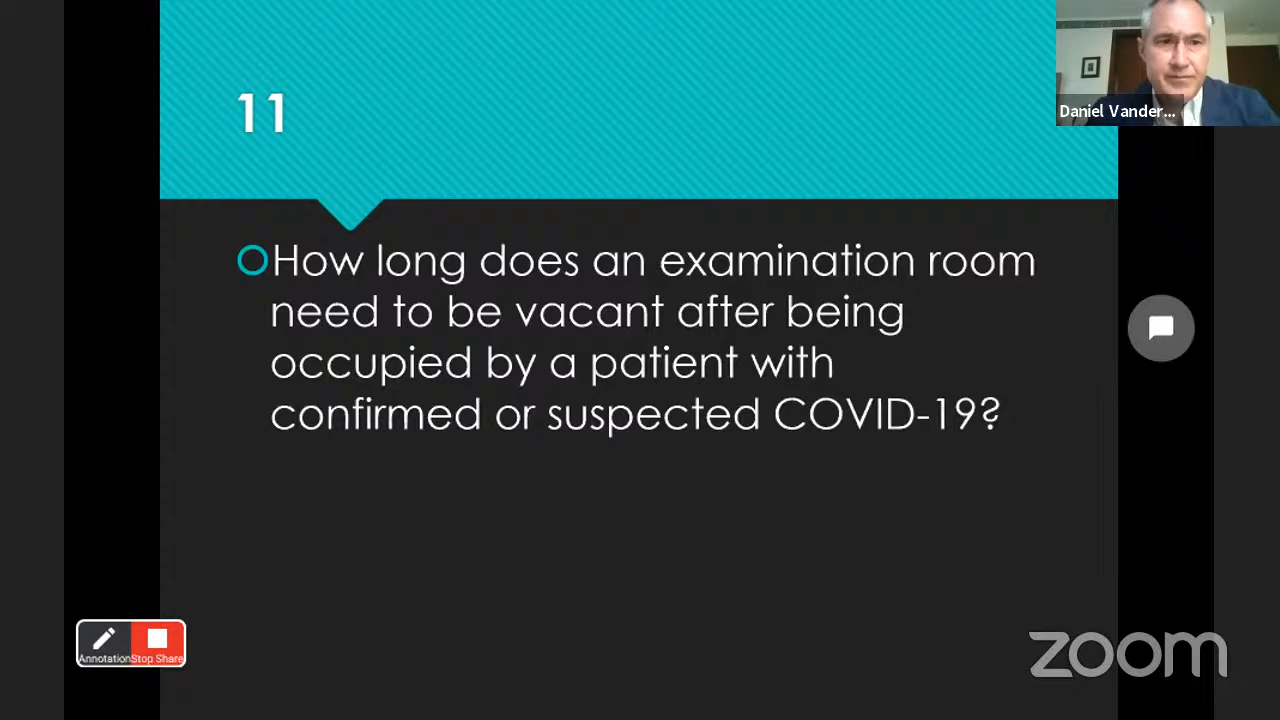 11
Daniel Vander...
How long does an examination room
need to be vacant after being
occupied by a patient with
confirmed or suspected COVID-19?
Annotation
Stop Share
zoom